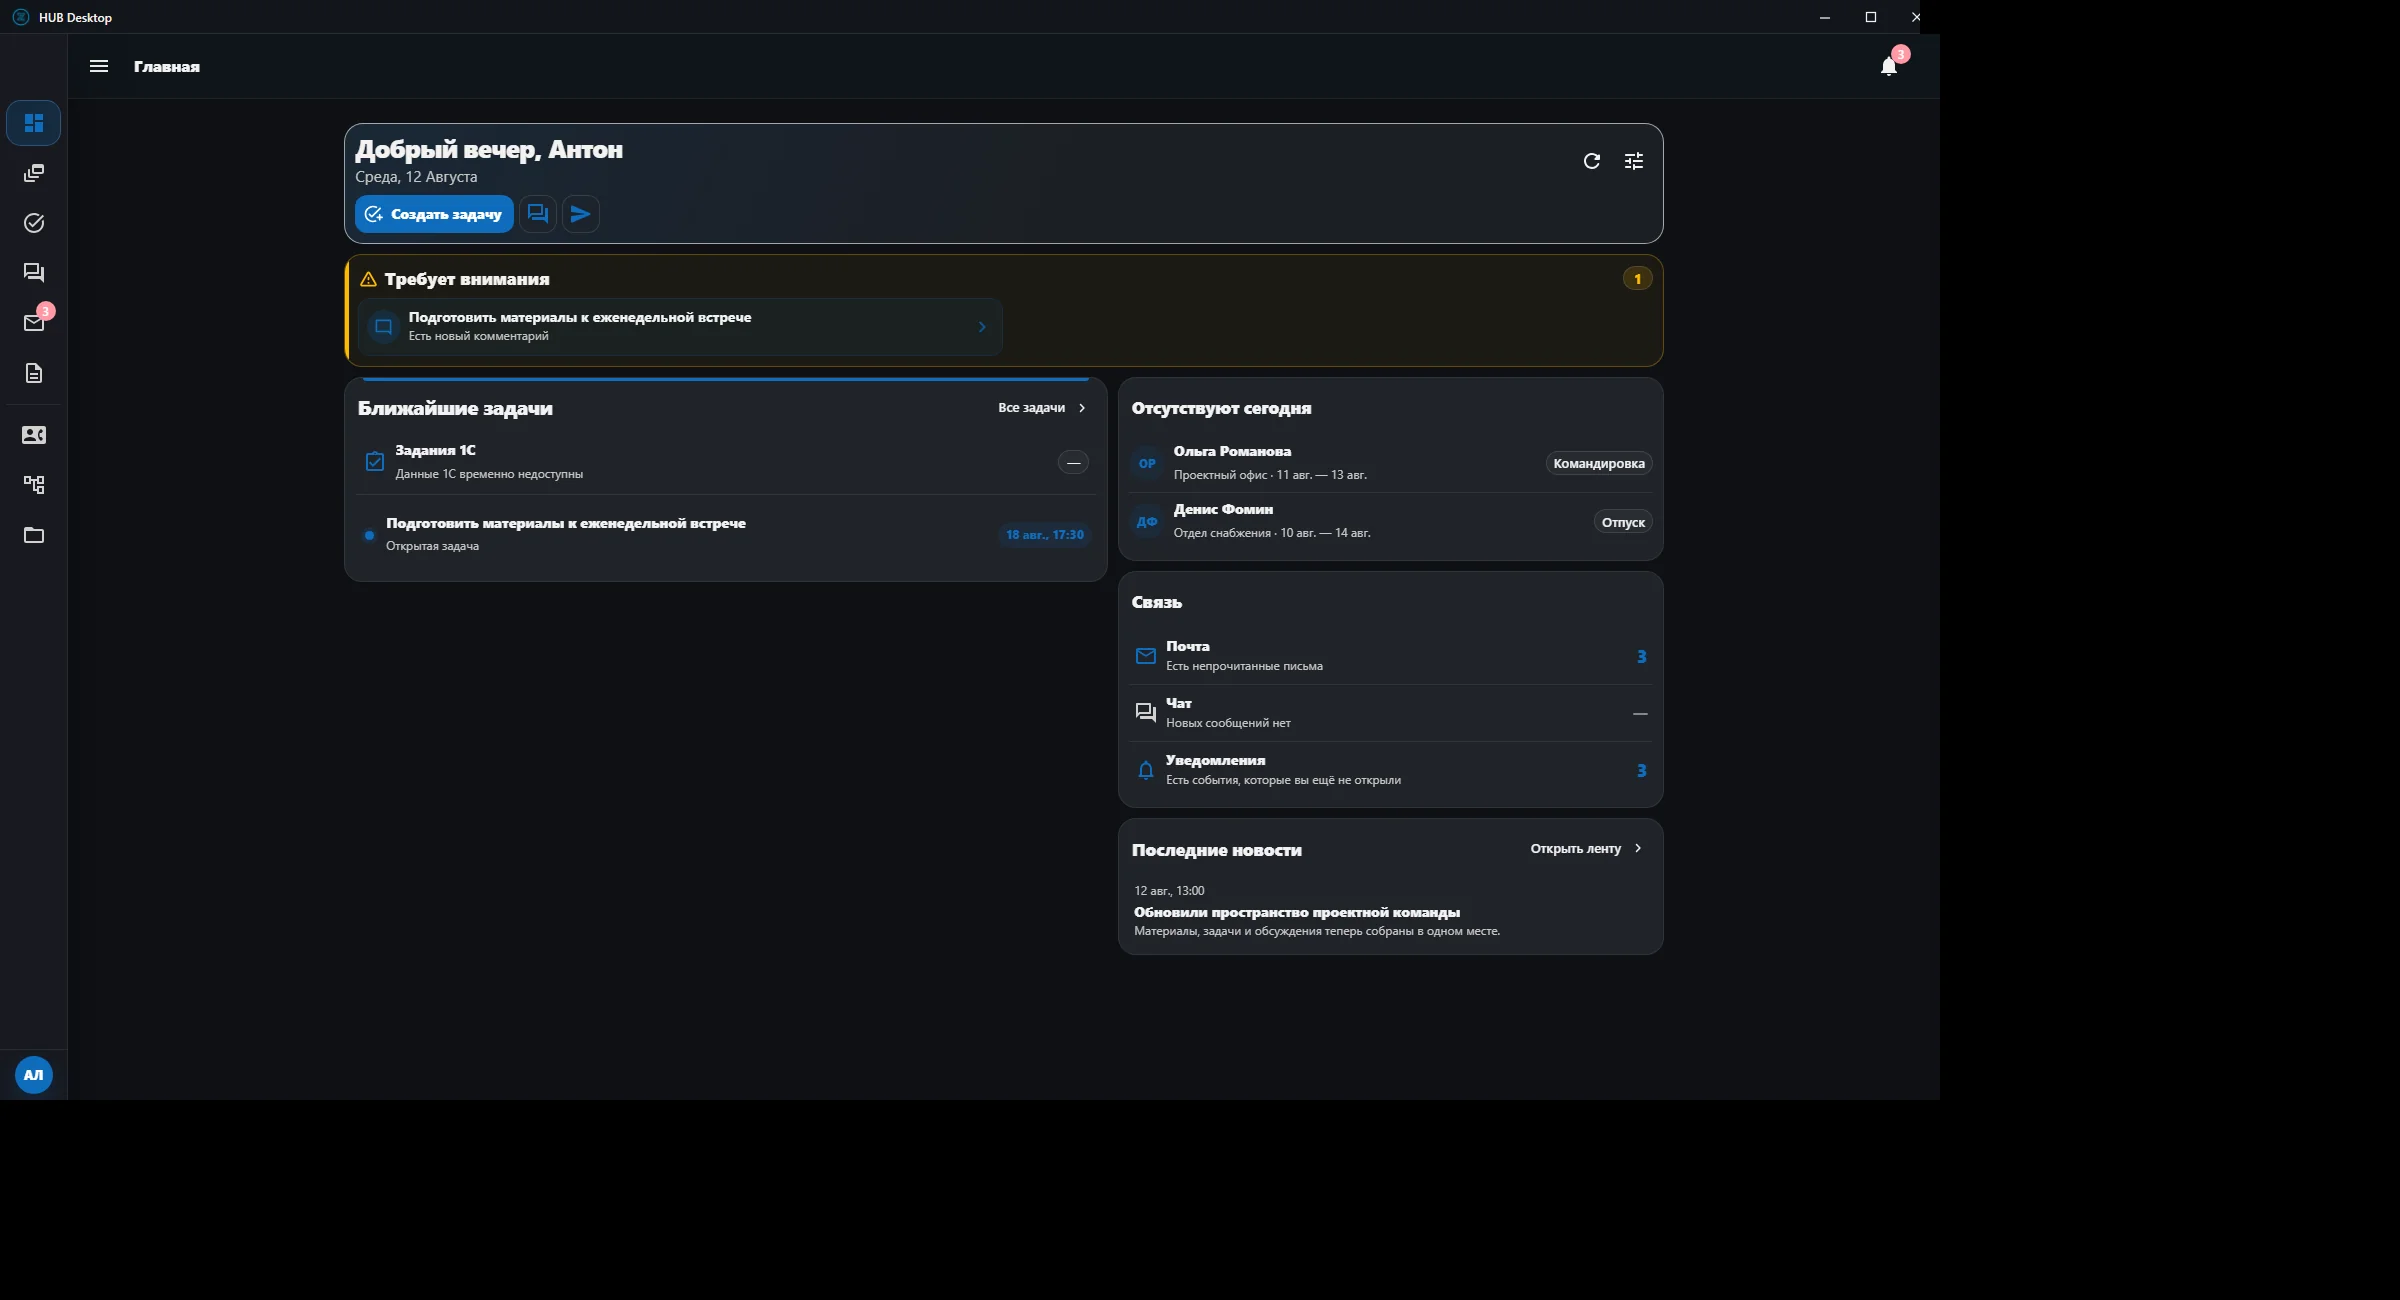 HUB Desktop
Главная
3
Добрый вечер, Антон
Среда, 12 Августа
Создать задачу
Требует внимания
1
Подготовить материалы к еженедельной встрече
Есть новый комментарий
3
Ближайшие задачи
Все задачи
Задания 1С
Данные 1С временно недоступны
—
Подготовить материалы к еженедельной встрече
Открытая задача
18 авг., 17:30
Отсутствуют сегодня
ОР
Ольга Романова
Проектный офис · 11 авг. — 13 авг.
Командировка
ДФ
Денис Фомин
Отдел снабжения · 10 авг. — 14 авг.
Отпуск
Связь
Почта
Есть непрочитанные письма
3
Чат
Новых сообщений нет
—
Уведомления
Есть события, которые вы ещё не открыли
3
Последние новости
Открыть ленту
12 авг., 13:00
Обновили пространство проектной команды
Материалы, задачи и обсуждения теперь собраны в одном месте.
АЛ